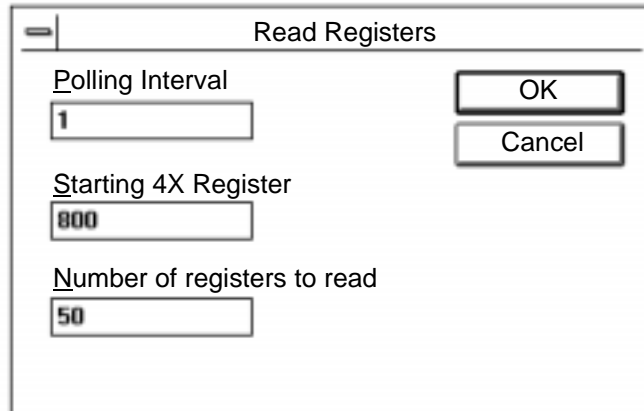 Read Registers
Polling Interval
1
OK
Cancel
Starting 4X Register
800
Number of registers to read
50